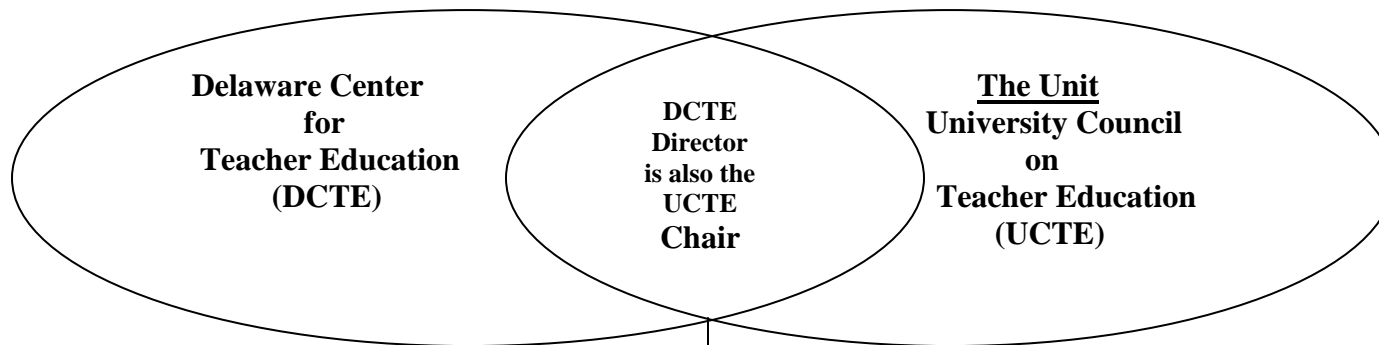 Delaware Center
for
Teacher Education
(DCTE)
DCTE
Director
is also the
UCTE
Chair
The Unit
University Council
on
Teacher Education
(UCTE)